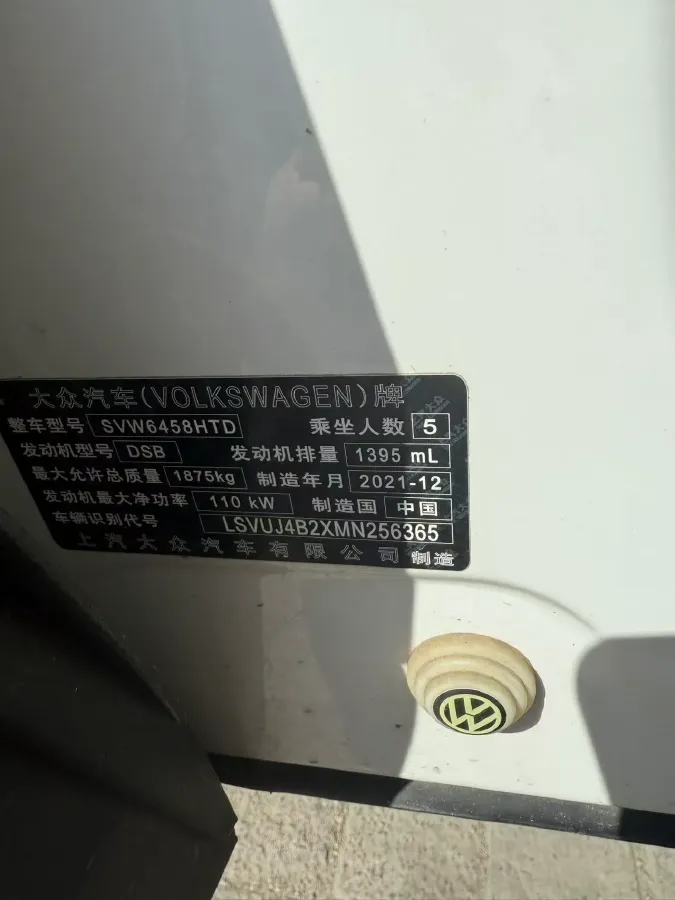 大众汽车(VOLKSWAGEN)牌
整车型号 SVW6458HTD 乘坐人数 5
发动机型号 DSB 发动机排量 1395 mL
最大允许总质量 1875kg 制造年月 2021-12
发动机最大净功率 110 kW 制造国 中国
车辆识别代号 LSVUJ4B2XMN256365
上汽大众汽车有限公司 制造